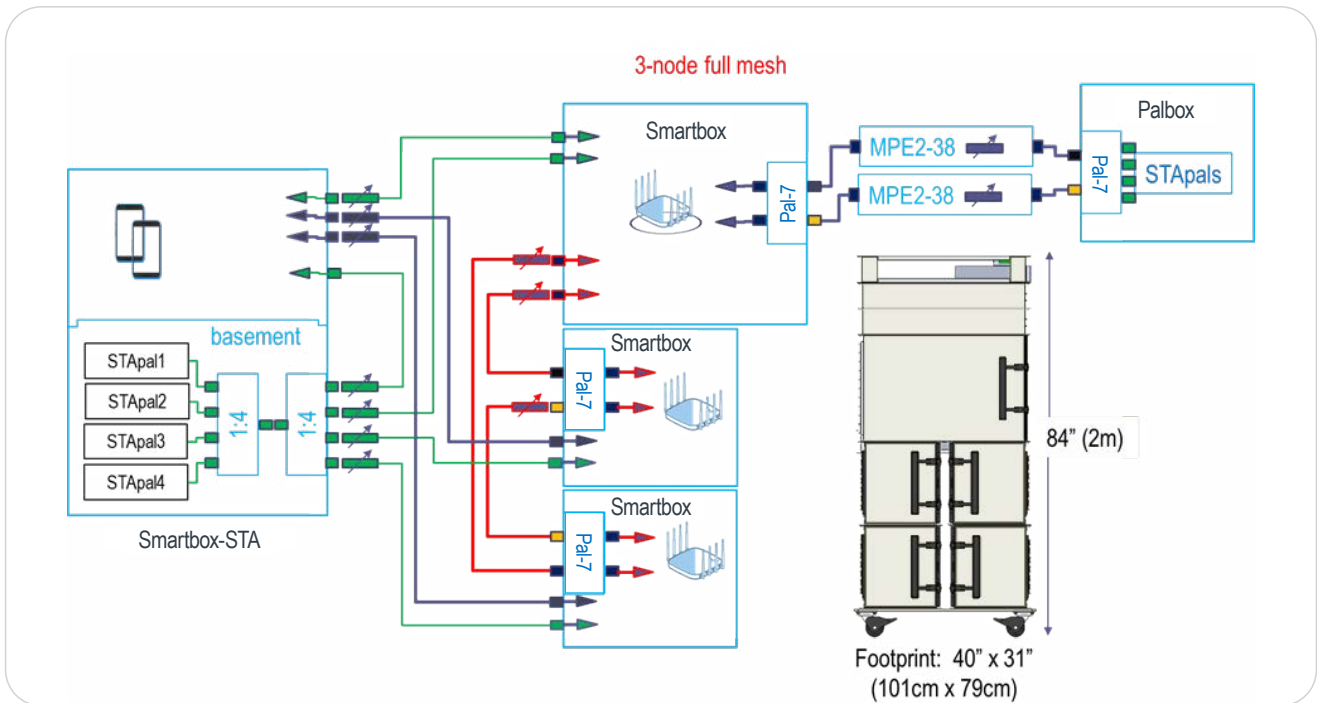 3-node full mesh
Smartbox
Pal-7
MPE2-38
MPE2-38
Palbox
Pal-7
STApals
basement
STApal1
STApal2
STApal3
STApal4
1:4
1:4
Smartbox-STA
Smartbox
Pal-7
Smartbox
Pal-7
84” (2m)
Footprint: 40” x 31”
(101cm x 79cm)